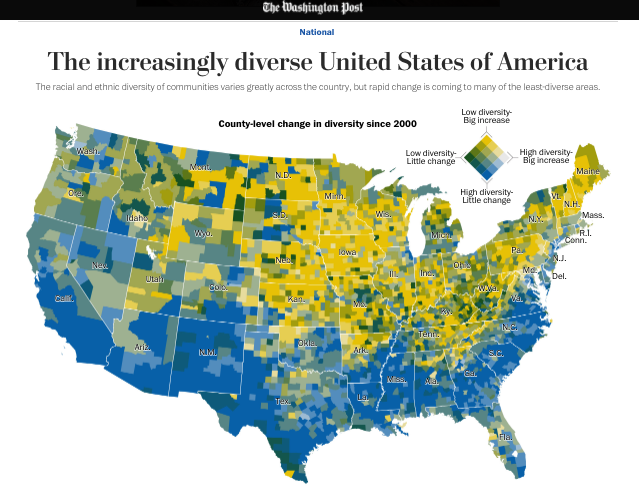 The Washington Post
National
The increasingly diverse United States of America
The racial and ethnic diversity of communities varies greatly across the country, but rapid change is coming to many of the least-diverse areas.
County-level change in diversity since 2000
Low diversity-
Big increase
Low diversity-
Little change
High diversity-
Big increase
High diversity-
Little change
Wash.
Mont.
N.D.
Minn.
Maine
Ore.
Idaho
S.D.
Wis.
Vt.
N.H.
Mass.
N.Y.
R.I.
Conn.
Wyo.
Mich.
Iowa
Pa.
N.J.
Nev.
Neb.
Ohio
Md.
Del.
Utah
Colo.
Ill.
Ind.
W.Va.
Va.
Calif.
Kan.
Mo.
Ky.
N.C.
Ariz.
N.M.
Okla.
Ark.
Tenn.
S.C.
Miss.
Ala.
Ga.
Tex.
La.
Fla.